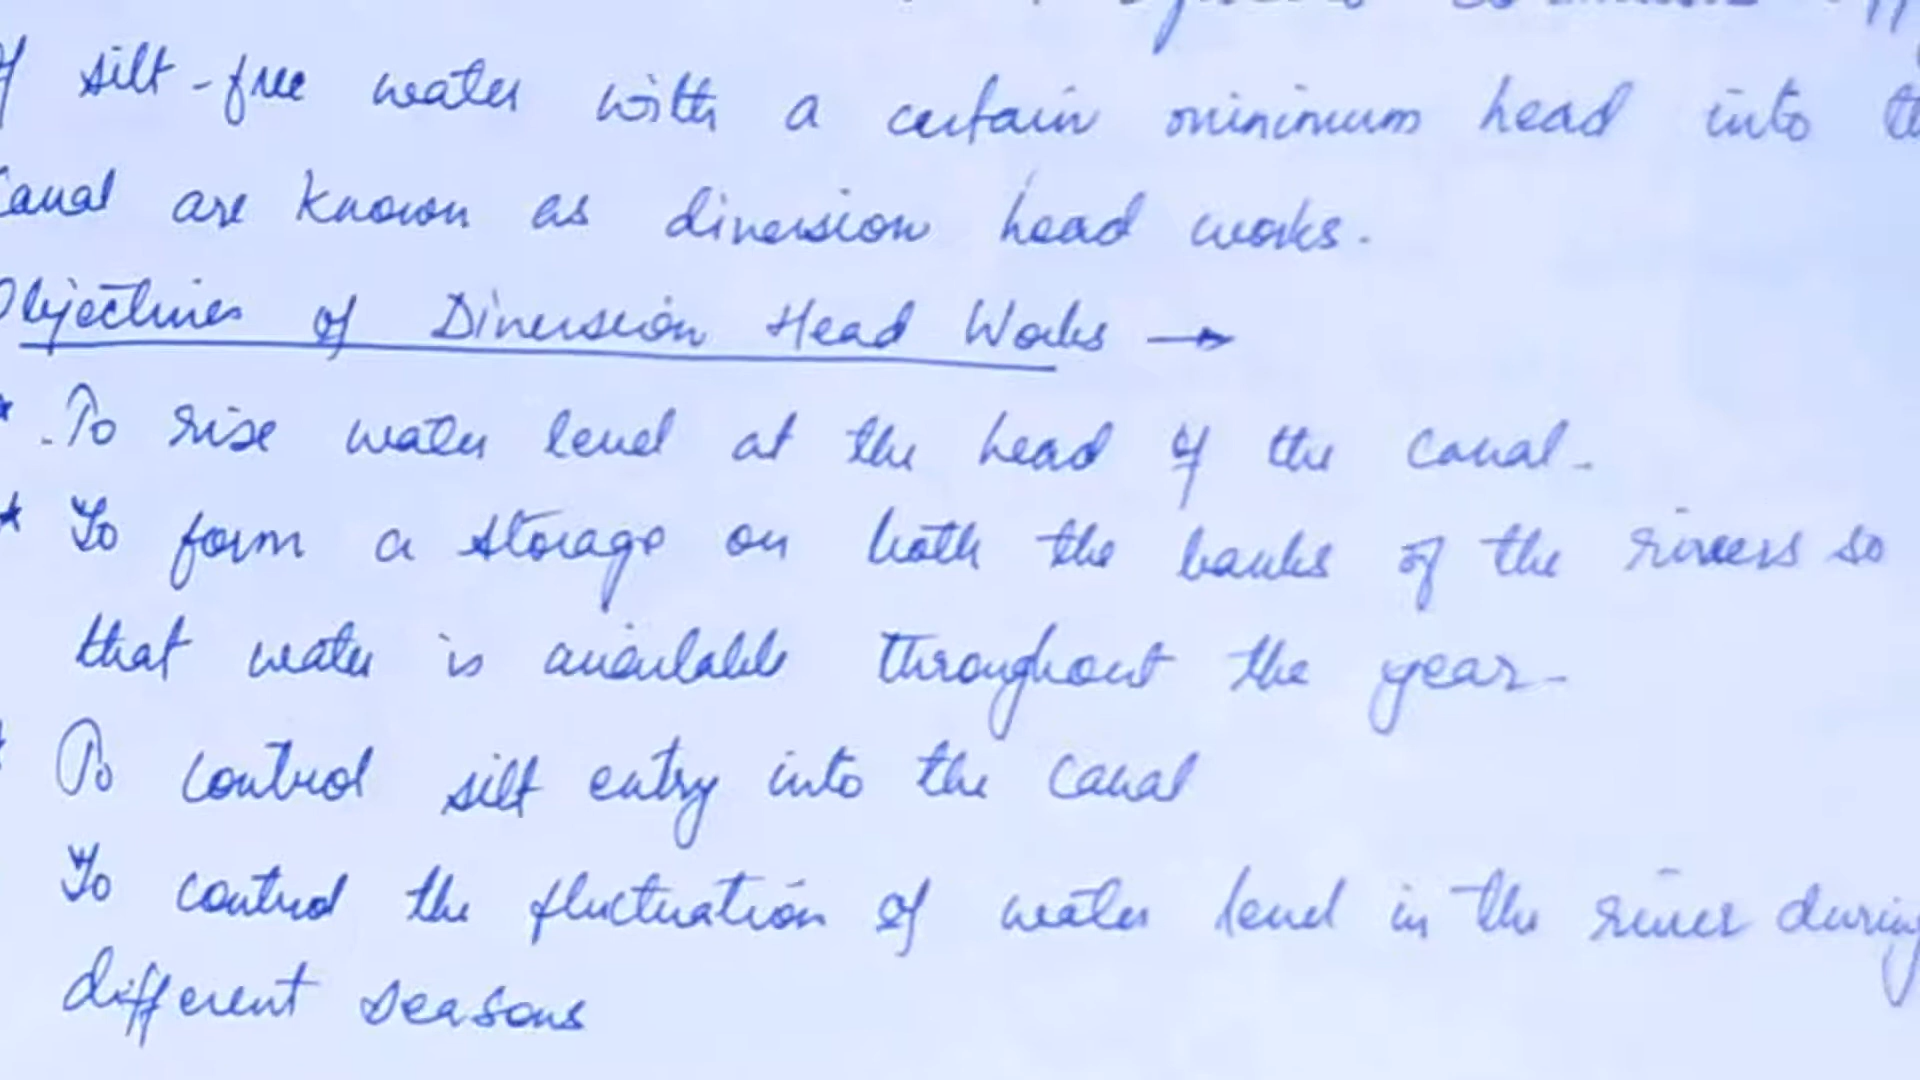 of silt-free water with a certain minimum head into
Canal are known as diversion head works.
Objectives of Diversion Head Works →
* To rise water level at the head of the canal.
* To form a storage on both the banks of the rivers so
that water is available throughout the year.
* To control silt entry into the canal
To control the fluctuation of water level in the river during
different seasons